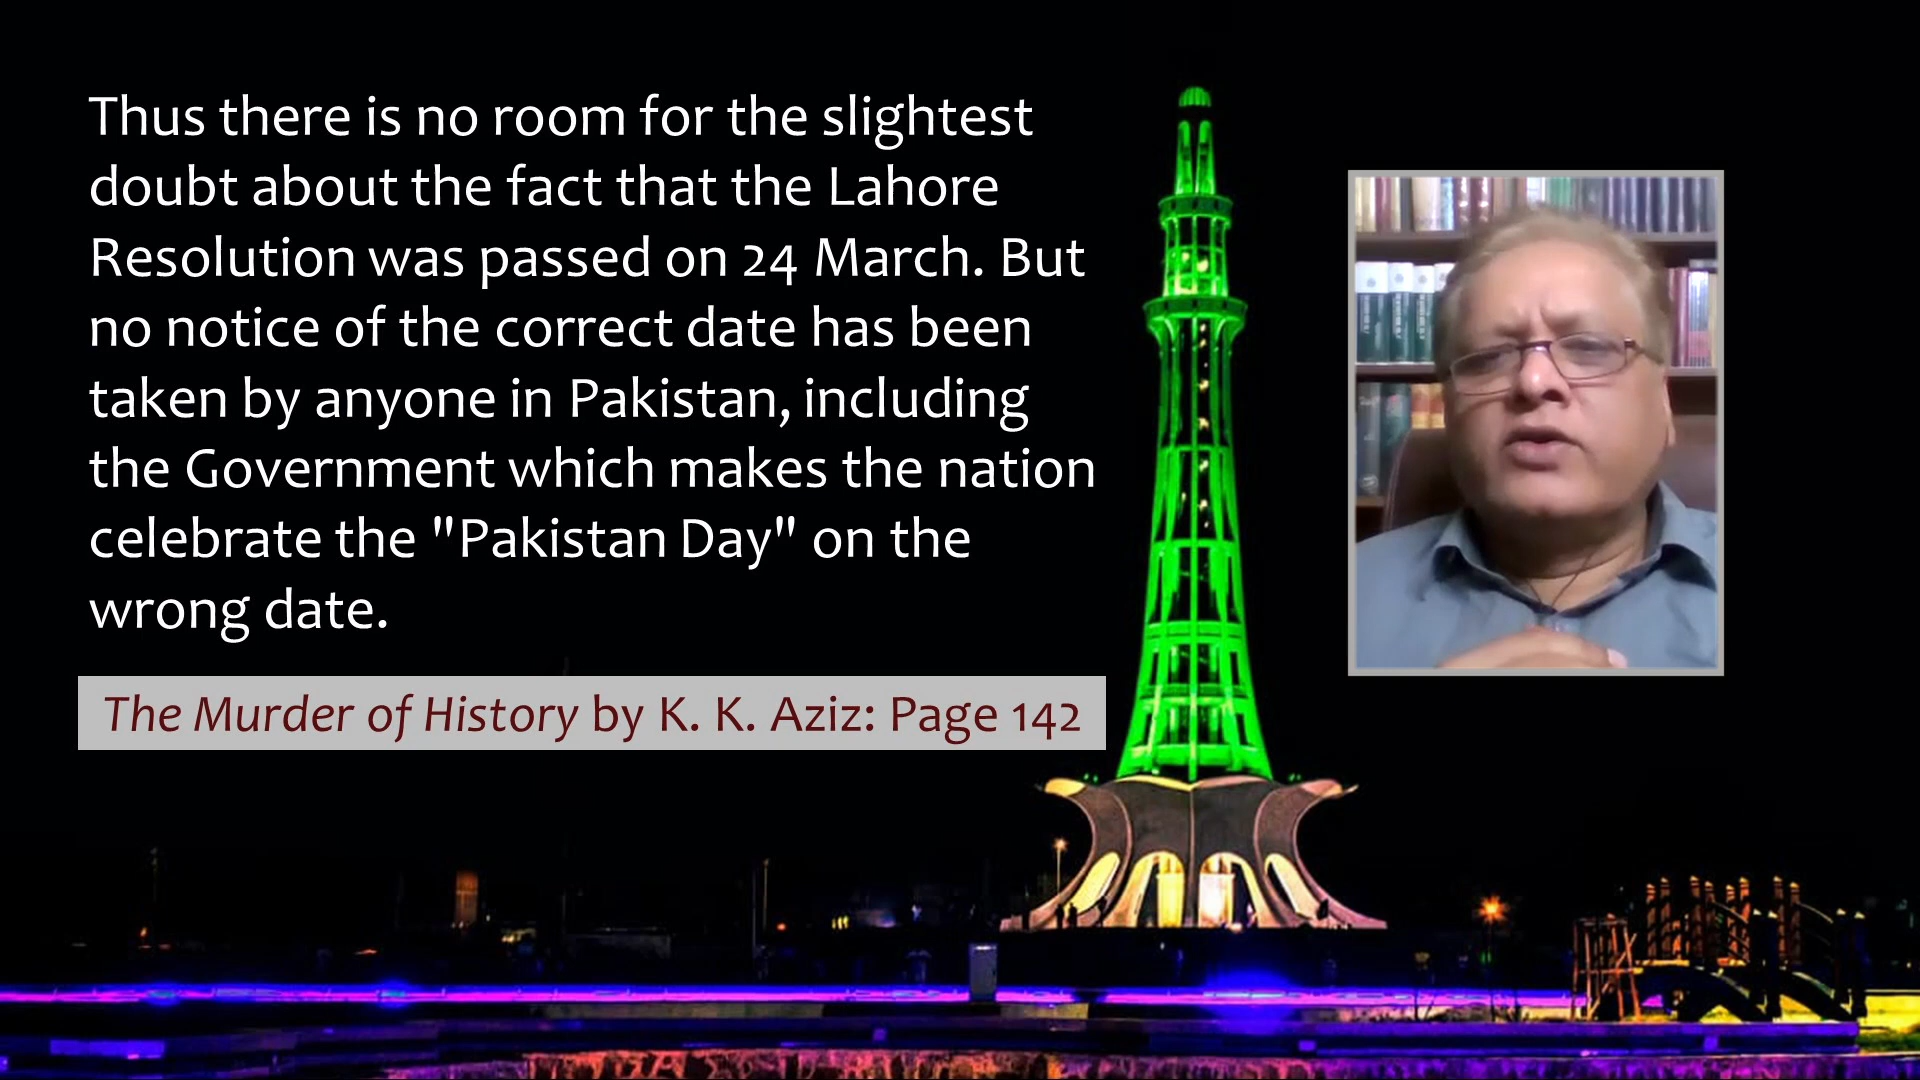 Thus there is no room for the slightest
doubt about the fact that the Lahore
Resolution was passed on 24 March. But
no notice of the correct date has been
taken by anyone in Pakistan, including
the Government which makes the nation
celebrate the "Pakistan Day" on the
wrong date.
The Murder of History by K. K. Aziz: Page 142